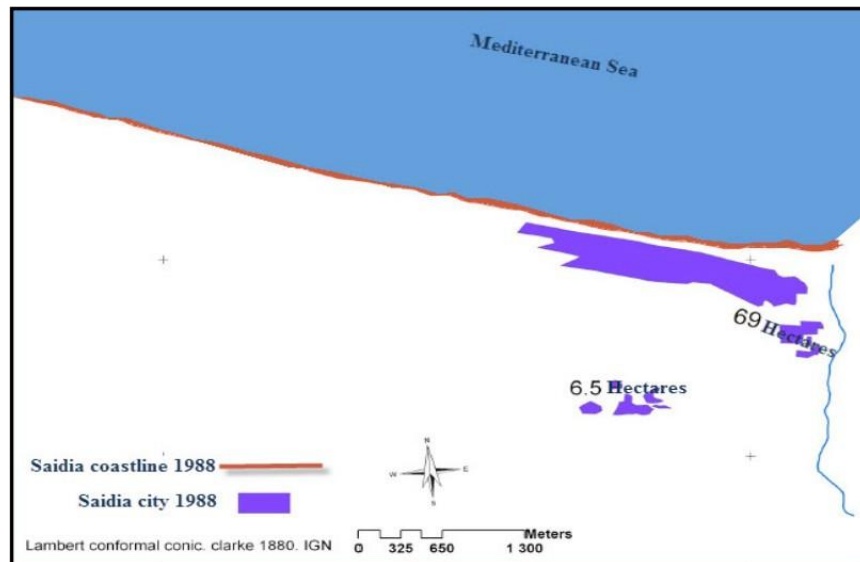 Mediterranean Sea
69 Hectares
6.5 Hectares
N
W E
S
Saidia coastline 1988
Saidia city 1988
Lambert conformal conic. clarke 1880. IGN
Meters
0 325 650 1 300